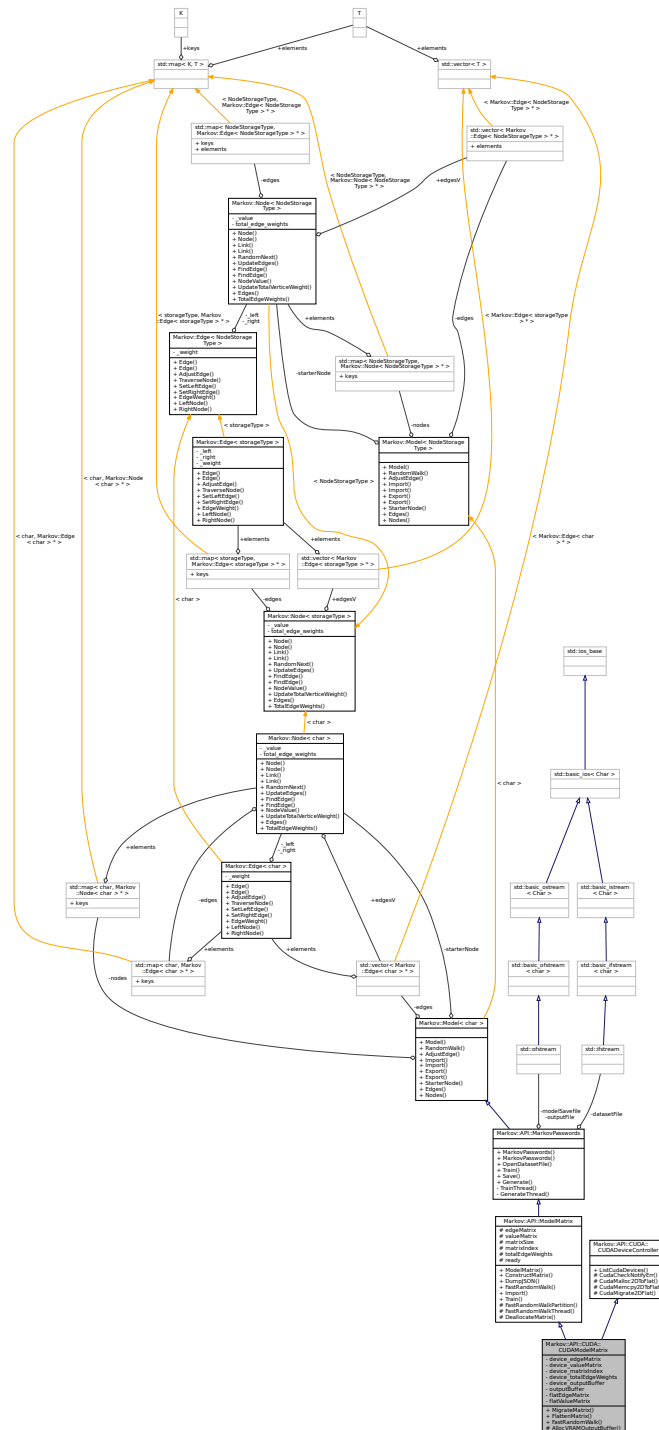 K
T
+keys
+elements
+elements
std::map< K, T >
std::vector< T >
< NodeStorageType,
Markov::Edge< NodeStorage
Type > * >
< Markov::Edge< NodeStorage
Type > * >
std::map< NodeStorageType,
Markov::Edge< NodeStorageType > * >
+ keys
+ elements
std::vector< Markov
::Edge< NodeStorageType > * >
+ elements
< NodeStorageType,
Markov::Node< NodeStorage
Type > * >
-edges
+edgesV
Markov::Node< NodeStorage
Type >
- _value
- total_edge_weights
+ Node()
+ Node()
+ Link()
+ Link()
+ RandomNext()
+ UpdateEdges()
+ FindEdge()
+ FindEdge()
+ NodeValue()
+ UpdateTotalVerticeWeight()
+ Edges()
+ TotalEdgeWeights()
< storageType, Markov
::Edge< storageType > * >
-_left
-_right
+elements
-edges
< Markov::Edge< storageType
> * >
Markov::Edge< NodeStorage
Type >
- _weight
+ Edge()
+ Edge()
+ AdjustEdge()
+ TraverseNode()
+ SetLeftEdge()
+ SetRightEdge()
+ EdgeWeight()
+ LeftNode()
+ RightNode()
-starterNode
std::map< NodeStorageType,
Markov::Node< NodeStorageType > * >
+ keys
< storageType >
-nodes
Markov::Edge< storageType >
- _left
- _right
- _weight
+ Edge()
+ Edge()
+ AdjustEdge()
+ TraverseNode()
+ SetLeftEdge()
+ SetRightEdge()
+ EdgeWeight()
+ LeftNode()
+ RightNode()
Markov::Model< NodeStorage
Type >
+ Model()
+ RandomWalk()
+ AdjustEdge()
+ Import()
+ Import()
+ Export()
+ Export()
+ StarterNode()
+ Edges()
+ Nodes()
< char, Markov::Node
< char > * >
< NodeStorageType >
< char, Markov::Edge
< char > * >
< Markov::Edge< char
> * >
+elements
+elements
std::map< storageType,
Markov::Edge< storageType > * >
+ keys
std::vector< Markov
::Edge< storageType > * >
< char >
-edges
+edgesV
Markov::Node< storageType >
- _value
- total_edge_weights
+ Node()
+ Node()
+ Link()
+ Link()
+ RandomNext()
+ UpdateEdges()
+ FindEdge()
+ FindEdge()
+ NodeValue()
+ UpdateTotalVerticeWeight()
+ Edges()
+ TotalEdgeWeights()
std::ios_base
< char >
Markov::Node< char >
- _value
- total_edge_weights
+ Node()
+ Node()
+ Link()
+ Link()
+ RandomNext()
+ UpdateEdges()
+ FindEdge()
+ FindEdge()
+ NodeValue()
+ UpdateTotalVerticeWeight()
+ Edges()
+ TotalEdgeWeights()
< char >
std::basic_ios< Char >
+elements
-_left
-_right
Markov::Edge< char >
- _weight
+ Edge()
+ Edge()
+ AdjustEdge()
+ TraverseNode()
+ SetLeftEdge()
+ SetRightEdge()
+ EdgeWeight()
+ LeftNode()
+ RightNode()
-edges
+edgesV
std::map< char, Markov
::Node< char > * >
+ keys
std::basic_ostream
< Char >
std::basic_istream
< Char >
-starterNode
+elements
+elements
-nodes
std::map< char, Markov
::Edge< char > * >
+ keys
std::vector< Markov
::Edge< char > * >
std::basic_ofstream
< char >
std::basic_ifstream
< char >
-edges
Markov::Model< char >
+ Model()
+ RandomWalk()
+ AdjustEdge()
+ Import()
+ Import()
+ Export()
+ Export()
+ StarterNode()
+ Edges()
+ Nodes()
std::ofstream
std::ifstream
-modelSavefile
-outputFile
-datasetFile
Markov::API::MarkovPasswords
+ MarkovPasswords()
+ MarkovPasswords()
+ OpenDatasetFile()
+ Train()
+ Save()
+ Generate()
- TrainThread()
- GenerateThread()
Markov::API::ModelMatrix
# edgeMatrix
# valueMatrix
# matrixSize
# matrixIndex
# totalEdgeWeights
# ready
+ ModelMatrix()
+ ConstructMatrix()
+ DumpJSON()
+ FastRandomWalk()
+ Import()
+ Train()
# FastRandomWalkPartition()
# FastRandomWalkThread()
# DeallocateMatrix()
Markov::API::CUDA::
CUDADeviceController
+ ListCudaDevices()
# CudaCheckNotifyErr()
# CudaMalloc2DToFlat()
# CudaMemcpy2DToFlat()
# CudaMigrate2DFlat()
Markov::API::CUDA::
CUDAModelMatrix
- device_edgeMatrix
- device_valueMatrix
- device_matrixIndex
- device_totalEdgeWeights
- device_outputBuffer
- outputBuffer
- flatEdgeMatrix
- flatValueMatrix
+ MigrateMatrix()
+ FlattenMatrix()
+ FastRandomWalk()
# AllocVRAMOutputBuffer()